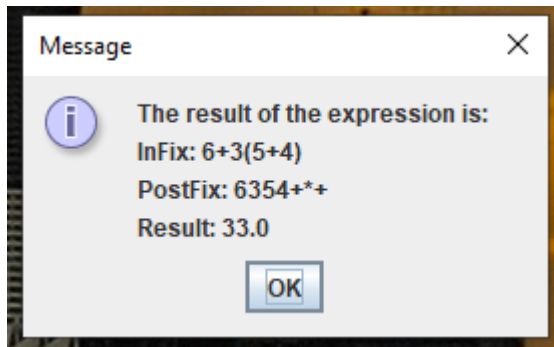 Message
The result of the expression is:
InFix: 6+3(5+4)
PostFix: 6354+*+
Result: 33.0
OK